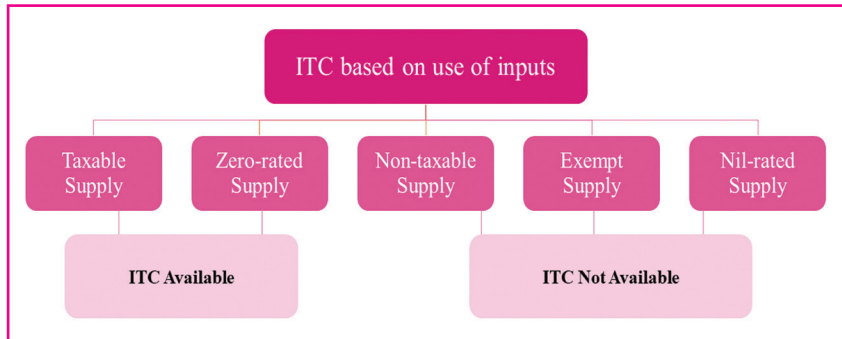 ITC based on use of inputs
Taxable
Supply
Zero-rated
Supply
Non-taxable
Supply
Exempt
Supply
Nil-rated
Supply
ITC Available
ITC Not Available